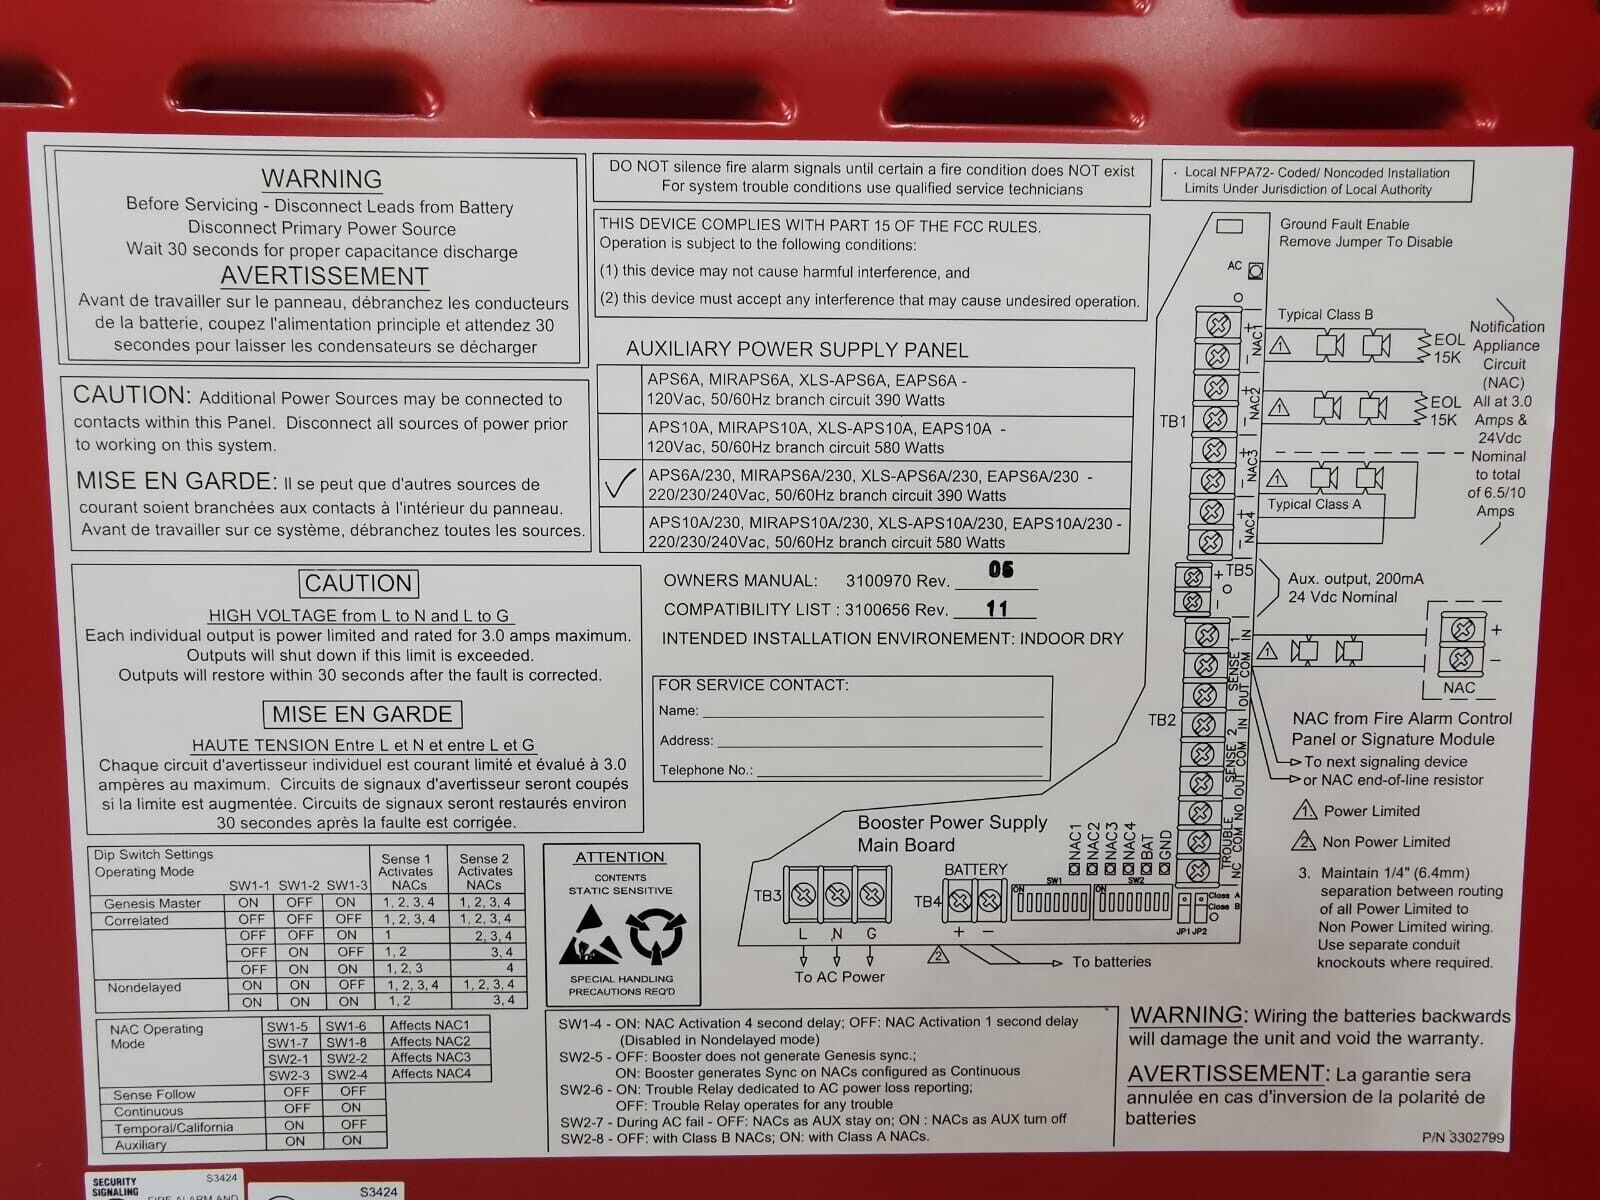 WARNING
Before Servicing - Disconnect Leads from Battery
Disconnect Primary Power Source
Wait 30 seconds for proper capacitance discharge
AVERTISSEMENT
Avant de travailler sur le panneau, débranchez les conducteurs
de la batterie, coupez l'alimentation principle et attendez 30
secondes pour laisser les condensateurs se décharger
CAUTION: Additional Power Sources may be connected to
contacts within this Panel. Disconnect all sources of power prior
to working on this system.
MISE EN GARDE: Il se peut que d'autres sources de
courant soient branchées aux contacts à l'intérieur du panneau.
Avant de travailler sur ce système, débranchez toutes les sources.
CAUTION
HIGH VOLTAGE from L to N and L to G
Each individual output is power limited and rated for 3.0 amps maximum.
Outputs will shut down if this limit is exceeded.
Outputs will restore within 30 seconds after the fault is corrected.
MISE EN GARDE
HAUTE TENSION Entre L et N et entre L et G
Chaque circuit d'avertisseur individuel est courant limité et évalué à 3.0
ampères au maximum. Circuits de signaux d'avertisseur seront coupés
si la limite est augmentée. Circuits de signaux seront restaurés environ
30 secondes après la faulte est corrigée.
DO NOT silence fire alarm signals until certain a fire condition does NOT exist
For system trouble conditions use qualified service technicians
THIS DEVICE COMPLIES WITH PART 15 OF THE FCC RULES.
Operation is subject to the following conditions:
(1) this device may not cause harmful interference, and
(2) this device must accept any interference that may cause undesired operation.
AUXILIARY POWER SUPPLY PANEL
APS6A, MIRAPS6A, XLS-APS6A, EAPS6A -
120Vac, 50/60Hz branch circuit 390 Watts
APS10A, MIRAPS10A, XLS-APS10A, EAPS10A -
120Vac, 50/60Hz branch circuit 580 Watts
✓ APS6A/230, MIRAPS6A/230, XLS-APS6A/230, EAPS6A/230 -
220/230/240Vac, 50/60Hz branch circuit 390 Watts
APS10A/230, MIRAPS10A/230, XLS-APS10A/230, EAPS10A/230 -
220/230/240Vac, 50/60Hz branch circuit 580 Watts
OWNERS MANUAL: 3100970 Rev. 05
COMPATIBILITY LIST : 3100656 Rev. 11
INTENDED INSTALLATION ENVIRONEMENT: INDOOR DRY
FOR SERVICE CONTACT:
Name:
Address:
Telephone No.:
· Local NFPA72- Coded/ Noncoded Installation
Limits Under Jurisdiction of Local Authority
Ground Fault Enable
Remove Jumper To Disable
AC
Typical Class B
+ NAC1 -
1
EOL
15K
+ NAC2 -
1
EOL
15K
TB1
+ NAC3 -
1
Typical Class A
+ NAC4 -
Notification
Appliance
Circuit
(NAC)
All at 3.0
Amps &
24Vdc
Nominal
to total
of 6.5/10
Amps
+ TB5
-
Aux. output, 200mA
24 Vdc Nominal
SENSE 1
IN
COM
OUT
1
+
-
NAC
TB2
SENSE 2
IN
COM
OUT
NAC from Fire Alarm Control
Panel or Signature Module
To next signaling device
or NAC end-of-line resistor
TROUBLE
NO
COM
NC
1. Power Limited
2. Non Power Limited
3. Maintain 1/4" (6.4mm)
separation between routing
of all Power Limited to
Non Power Limited wiring.
Use separate conduit
knockouts where required.
Booster Power Supply
Main Board
NAC1
NAC2
NAC3
NAC4
BAT
GND
TB3
L N G
To AC Power
BATTERY
TB4
+ -
2
To batteries
SW1
ON
SW2
ON
Class A
Class B
JP1 JP2
Dip Switch Settings
Operating Mode
SW1-1 SW1-2 SW1-3
Sense 1
Activates
NACs
Sense 2
Activates
NACs
Genesis Master ON OFF ON 1, 2, 3, 4 1, 2, 3, 4
Correlated OFF OFF OFF 1, 2, 3, 4 1, 2, 3, 4
OFF OFF ON 1 2, 3, 4
OFF ON OFF 1, 2 3, 4
OFF ON ON 1, 2, 3 4
Nondelayed ON ON OFF 1, 2, 3, 4 1, 2, 3, 4
ON ON ON 1, 2 3, 4
NAC Operating
Mode
SW1-5 SW1-6 Affects NAC1
SW1-7 SW1-8 Affects NAC2
SW2-1 SW2-2 Affects NAC3
SW2-3 SW2-4 Affects NAC4
Sense Follow OFF OFF
Continuous OFF ON
Temporal/California ON OFF
Auxiliary ON ON
ATTENTION
CONTENTS
STATIC SENSITIVE
SPECIAL HANDLING
PRECAUTIONS REQ'D
SW1-4 - ON: NAC Activation 4 second delay; OFF: NAC Activation 1 second delay
(Disabled in Nondelayed mode)
SW2-5 - OFF: Booster does not generate Genesis sync.;
ON: Booster generates Sync on NACs configured as Continuous
SW2-6 - ON: Trouble Relay dedicated to AC power loss reporting;
OFF: Trouble Relay operates for any trouble
SW2-7 - During AC fail - OFF: NACs as AUX stay on; ON : NACs as AUX turn off
SW2-8 - OFF: with Class B NACs; ON: with Class A NACs.
WARNING: Wiring the batteries backwards
will damage the unit and void the warranty.
AVERTISSEMENT: La garantie sera
annulée en cas d'inversion de la polarité de
batteries
P/N 3302799
SECURITY
SIGNALING
S3424
FIRE ALARM AND
S3424